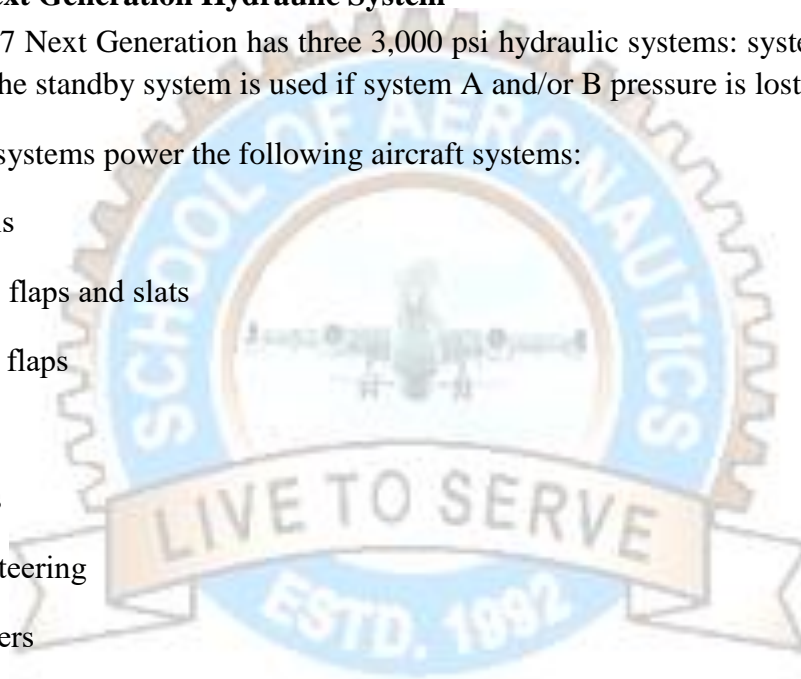 ext Generation Hydraulic System
7 Next Generation has three 3,000 psi hydraulic systems: syste
he standby system is used if system A and/or B pressure is lost
systems power the following aircraft systems:
s
flaps and slats
flaps
teering
ers
SCHOOL OF AERONAUTICS
LIVE TO SERVE
ESTD. 1892